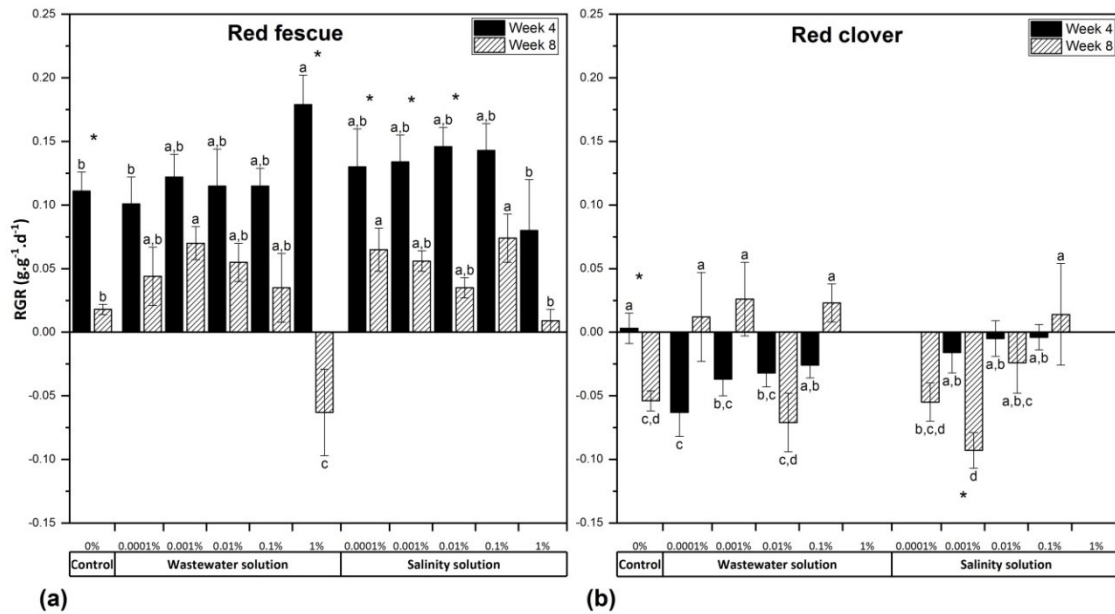 Red fescue
Week 4
Week 8
RGR (g.g⁻¹.d⁻¹)
0.25
0.20
0.15
0.10
0.05
0.00
-0.05
-0.10
-0.15
*
b
b
b
a,b
a,b
a
a,b
a,b
a,b
a,b
a
*
c
*
a,b
a
*
a,b
a,b
*
a,b
a,b
a,b
a
b
b
0% 0.0001% 0.001% 0.01% 0.1% 1% 0.0001% 0.001% 0.01% 0.1% 1%
Control Wastewater solution Salinity solution
(a)
Red clover
Week 4
Week 8
0.25
0.20
0.15
0.10
0.05
0.00
-0.05
-0.10
-0.15
*
a
c,d
c
a
b,c
a
b,c
c,d
a,b
a
b,c,d
a,b
d
*
a,b
a,b,c
a,b
a
0% 0.0001% 0.001% 0.01% 0.1% 1% 0.0001% 0.001% 0.01% 0.1% 1%
Control Wastewater solution Salinity solution
(b)